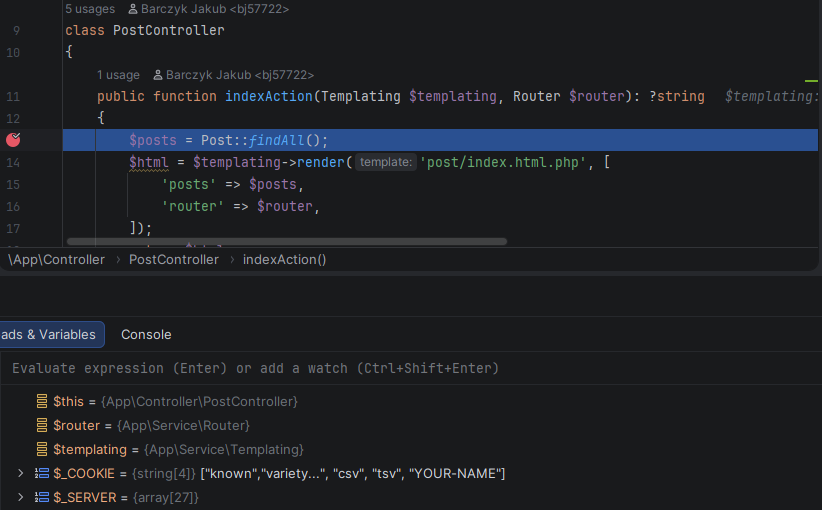 5 usages Barczyk Jakub <bj57722>
9 class PostController
10 {
1 usage Barczyk Jakub <bj57722>
11 public function indexAction(Templating $templating, Router $router): ?string $templating:
12 {
$posts = Post::findAll();
14 $html = $templating->render( template: 'post/index.html.php', [
15 'posts' => $posts,
16 'router' => $router,
17 ]);
\App\Controller › PostController › indexAction()
ads & Variables Console
Evaluate expression (Enter) or add a watch (Ctrl+Shift+Enter)
$this = {App\Controller\PostController}
$router = {App\Service\Router}
$templating = {App\Service\Templating}
$_COOKIE = {string[4]} ["known","variety...", "csv", "tsv", "YOUR-NAME"]
$_SERVER = {array[27]}